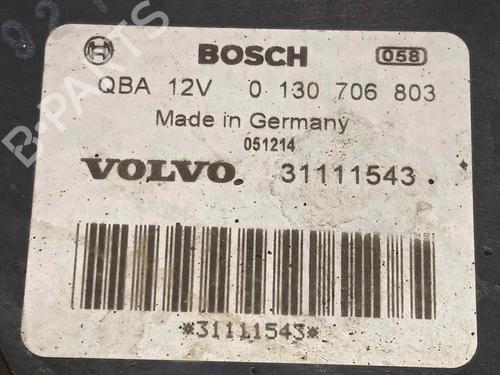 BOSCH 058
QBA 12V 0 130 706 803
Made in Germany
051214
VOLVO. 31111543
*31111543*
B-PARTS